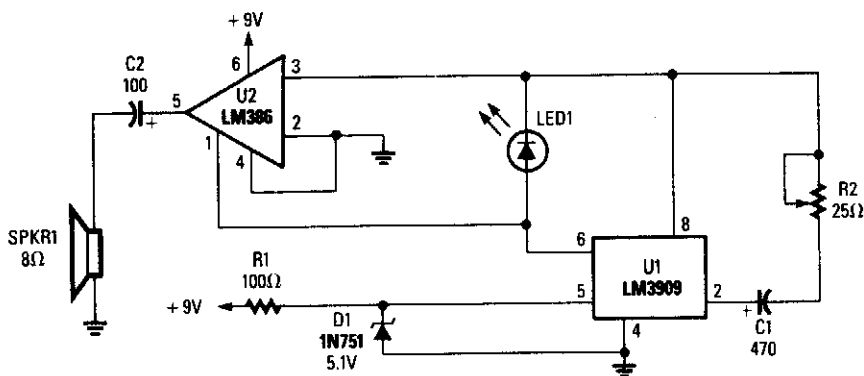 + 9V
C2
100
+
5
6
3
U2
LM386
2
1
4
LED1
R2
25Ω
SPKR1
8Ω
6
8
U1
LM3909
R1
100Ω
+ 9V
5
2
+
C1
470
D1
1N751
5.1V
4